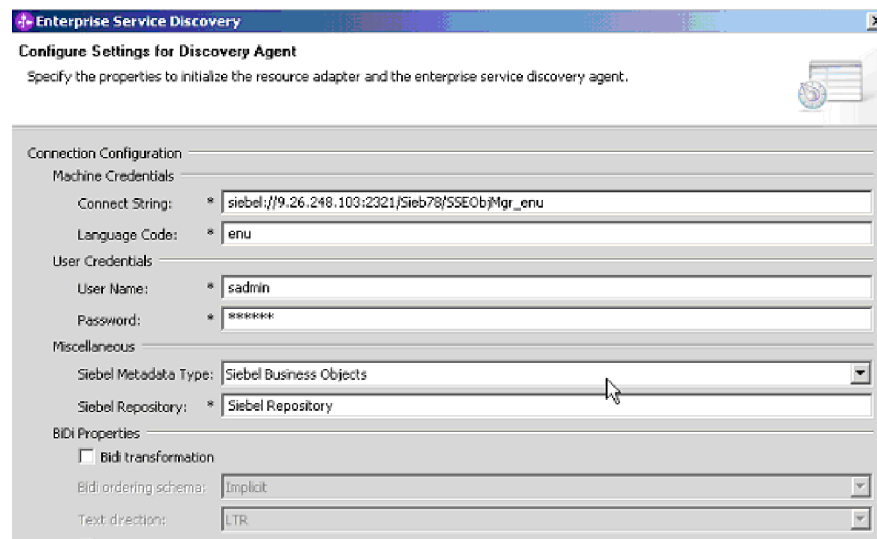 Enterprise Service Discovery
Configure Settings for Discovery Agent
Specify the properties to initialize the resource adapter and the enterprise service discovery agent.
Connection Configuration
Machine Credentials
Connect String: * siebel://9.26.248.103:2321/Sieb78/SSEObjMgr_enu
Language Code: * enu
User Credentials
User Name: * sadmin
Password: * ******
Miscellaneous
Siebel Metadata Type: Siebel Business Objects
Siebel Repository: * Siebel Repository
BiDi Properties
Bidi transformation
Bidi ordering schema: Implicit
Text direction: LTR